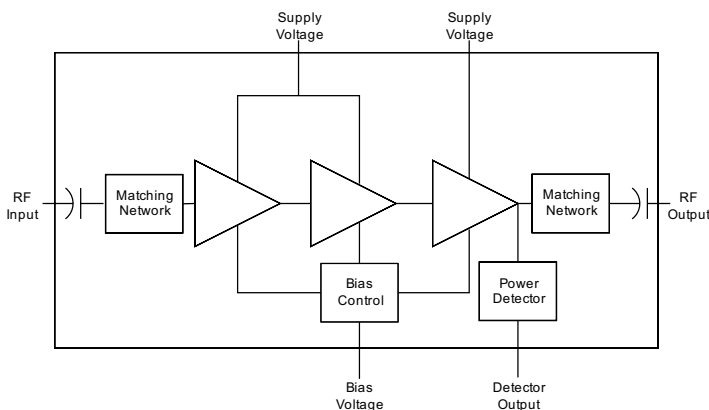 Supply
Voltage
Supply
Voltage
RF
Input
Matching
Network
Matching
Network
RF
Output
Bias
Control
Power
Detector
Bias
Voltage
Detector
Output